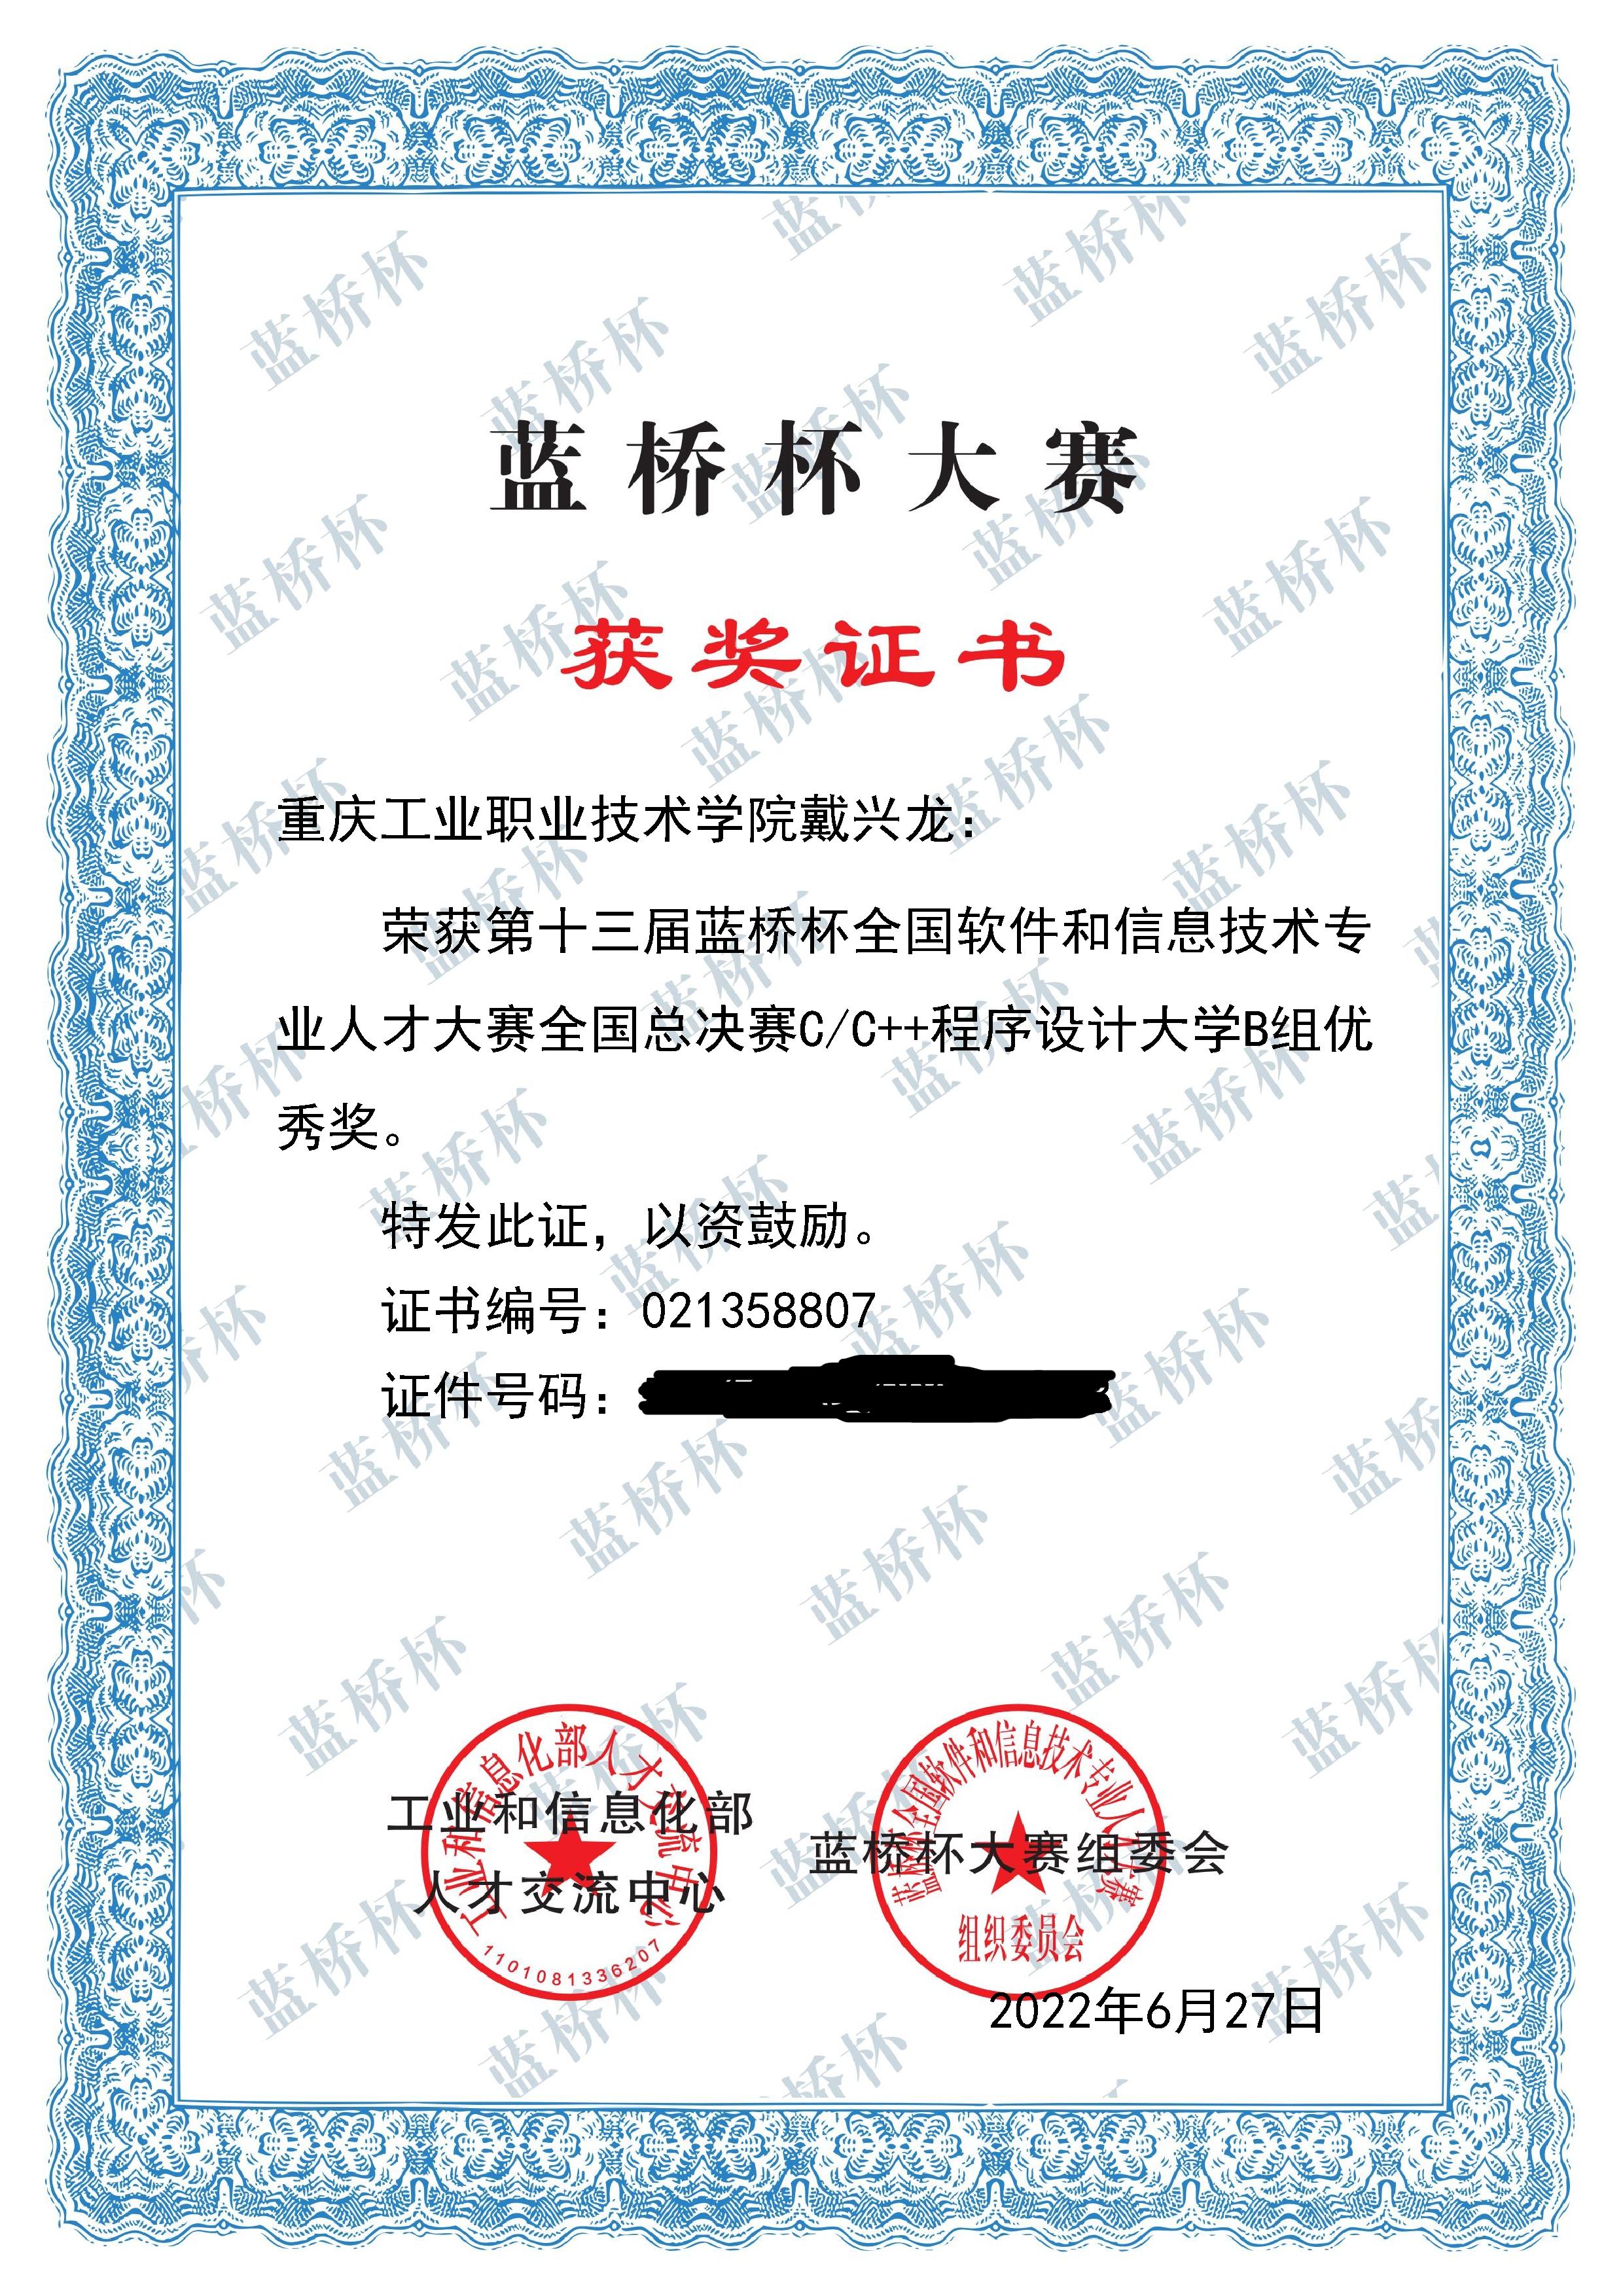 蓝桥杯大赛
获奖证书
重庆工业职业技术学院戴兴龙：
荣获第十三届蓝桥杯全国软件和信息技术专
业人才大赛全国总决赛C/C++程序设计大学B组优
秀奖。
特发此证，以资鼓励。
证书编号：021358807
证件号码：
工业和信息化部人才交流中心
工业和信息化部
人才交流中心
1101081336207
蓝桥杯全国软件和信息技术专业人才大赛
蓝桥杯大赛组委会
组织委员会
2022年6月27日
蓝桥杯